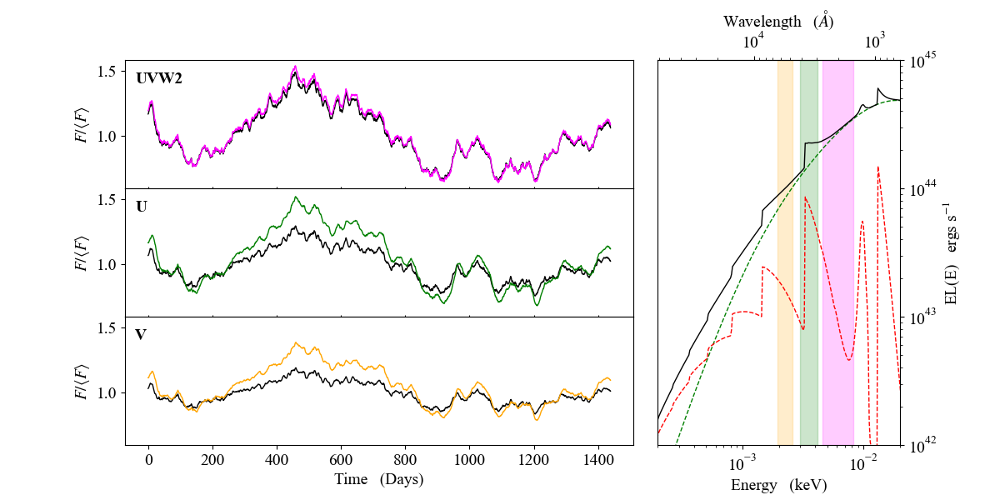 Wavelength (Å)
10^4 10^3
UVW2
1.5
1.0
F/⟨F⟩
U
1.5
1.0
F/⟨F⟩
V
1.5
1.0
F/⟨F⟩
0 200 400 600 800 1000 1200 1400
Time (Days)
10^45
10^44
10^43
10^42
EL(E) ergs s^−1
10^−3 10^−2
Energy (keV)